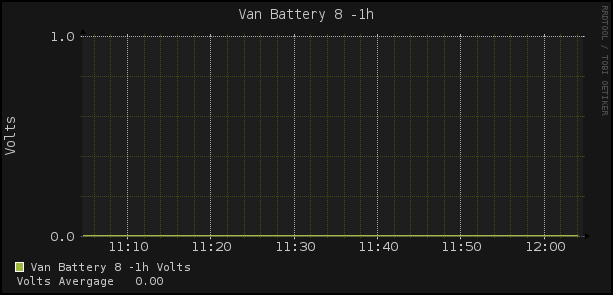 Van Battery 8 -1h
RRDTOOL / TOBI OETIKER
1.0
Volts
0.0
11:10 11:20 11:30 11:40 11:50 12:00
Van Battery 8 -1h Volts
Volts Avergage 0.00